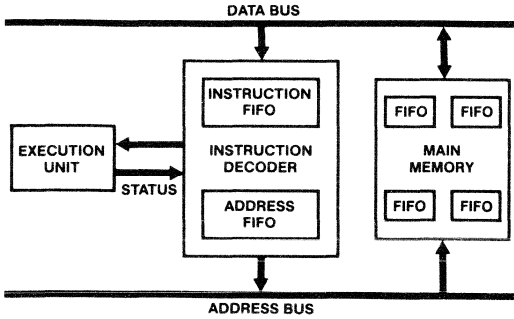 DATA BUS
INSTRUCTION
FIFO
INSTRUCTION
DECODER
ADDRESS
FIFO
EXECUTION
UNIT
STATUS
FIFO
FIFO
MAIN
MEMORY
FIFO
FIFO
ADDRESS BUS